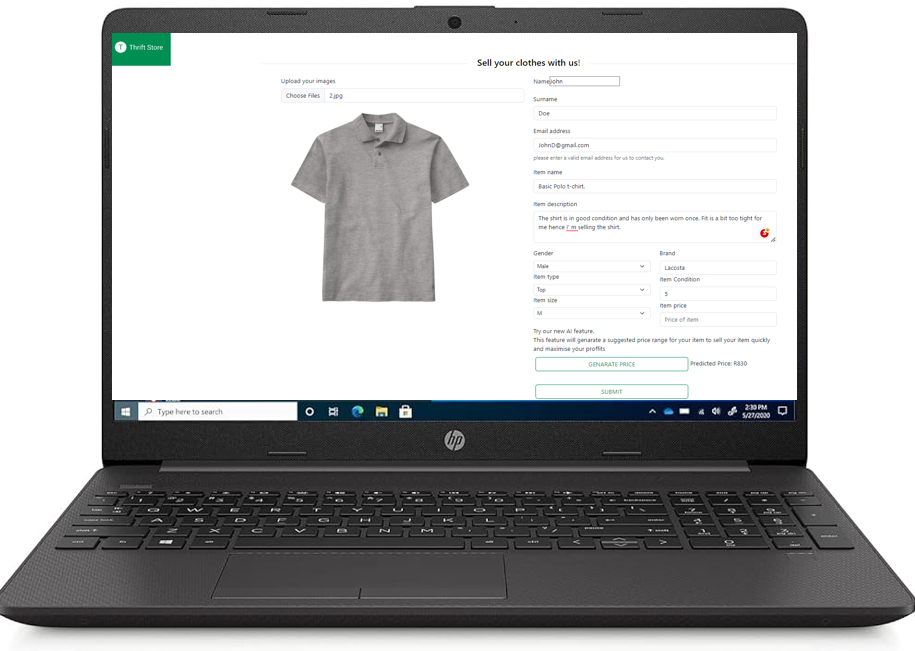 Thrift Store
Sell your clothes with us!
Upload your images
Choose Files 2.jpg
Name John
Surname
Doe
Email address
JohnD@gmail.com
please enter a valid email address for us to contact you.
Item name
Basic Polo t-chirt.
Item description
The shirt is in good condition and has only been worn once. Fit is a bit too tight for
me hence I' m selling the shirt.
Gender
Male
Item type
Top
Item size
M
Brand
Lacosta
Item Condition
5
Item price
Price of item
Try our new AI feature.
This feature will genarate a suggested price range for your item to sell your item quickly
and maximise your proffits
GENARATE PRICE Predicted Price: R830
SUBMIT
Type here to search
2:30 PM
5/27/2020
hp
Q W E R T Y U I O P
A S D F G H J K L
Z X C V B N M